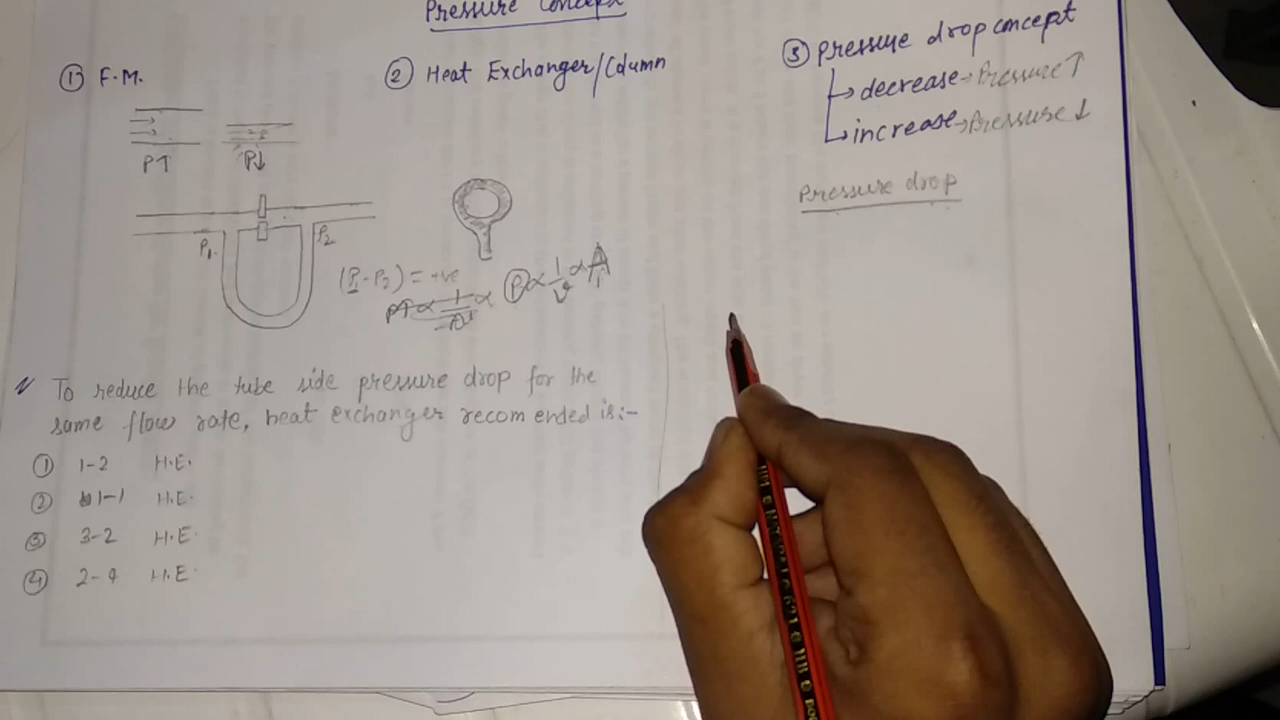 Pressure Concept
① F.M.
② Heat Exchanger/Column
③ Pressure drop concept
decrease → Pressure ↑
increase → Pressure ↓
P↑
P↓
Pressure drop
P₁
P₂
(P₁-P₂) = +ve
P ∝ 1/v ∝ A
To reduce the tube side pressure drop for the
same flow rate, heat exchanger recomended is:-
① 1-2 H.E.
② 1-1 H.E.
③ 3-2 H.E.
④ 2-4 H.E.